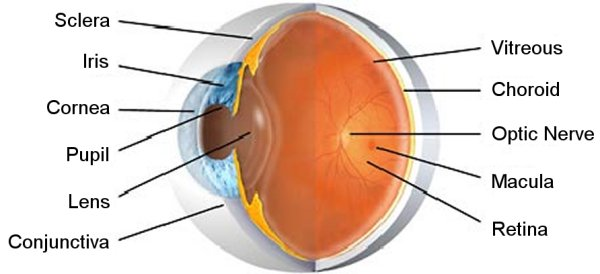 Sclera
Iris
Cornea
Pupil
Lens
Conjunctiva
Vitreous
Choroid
Optic Nerve
Macula
Retina